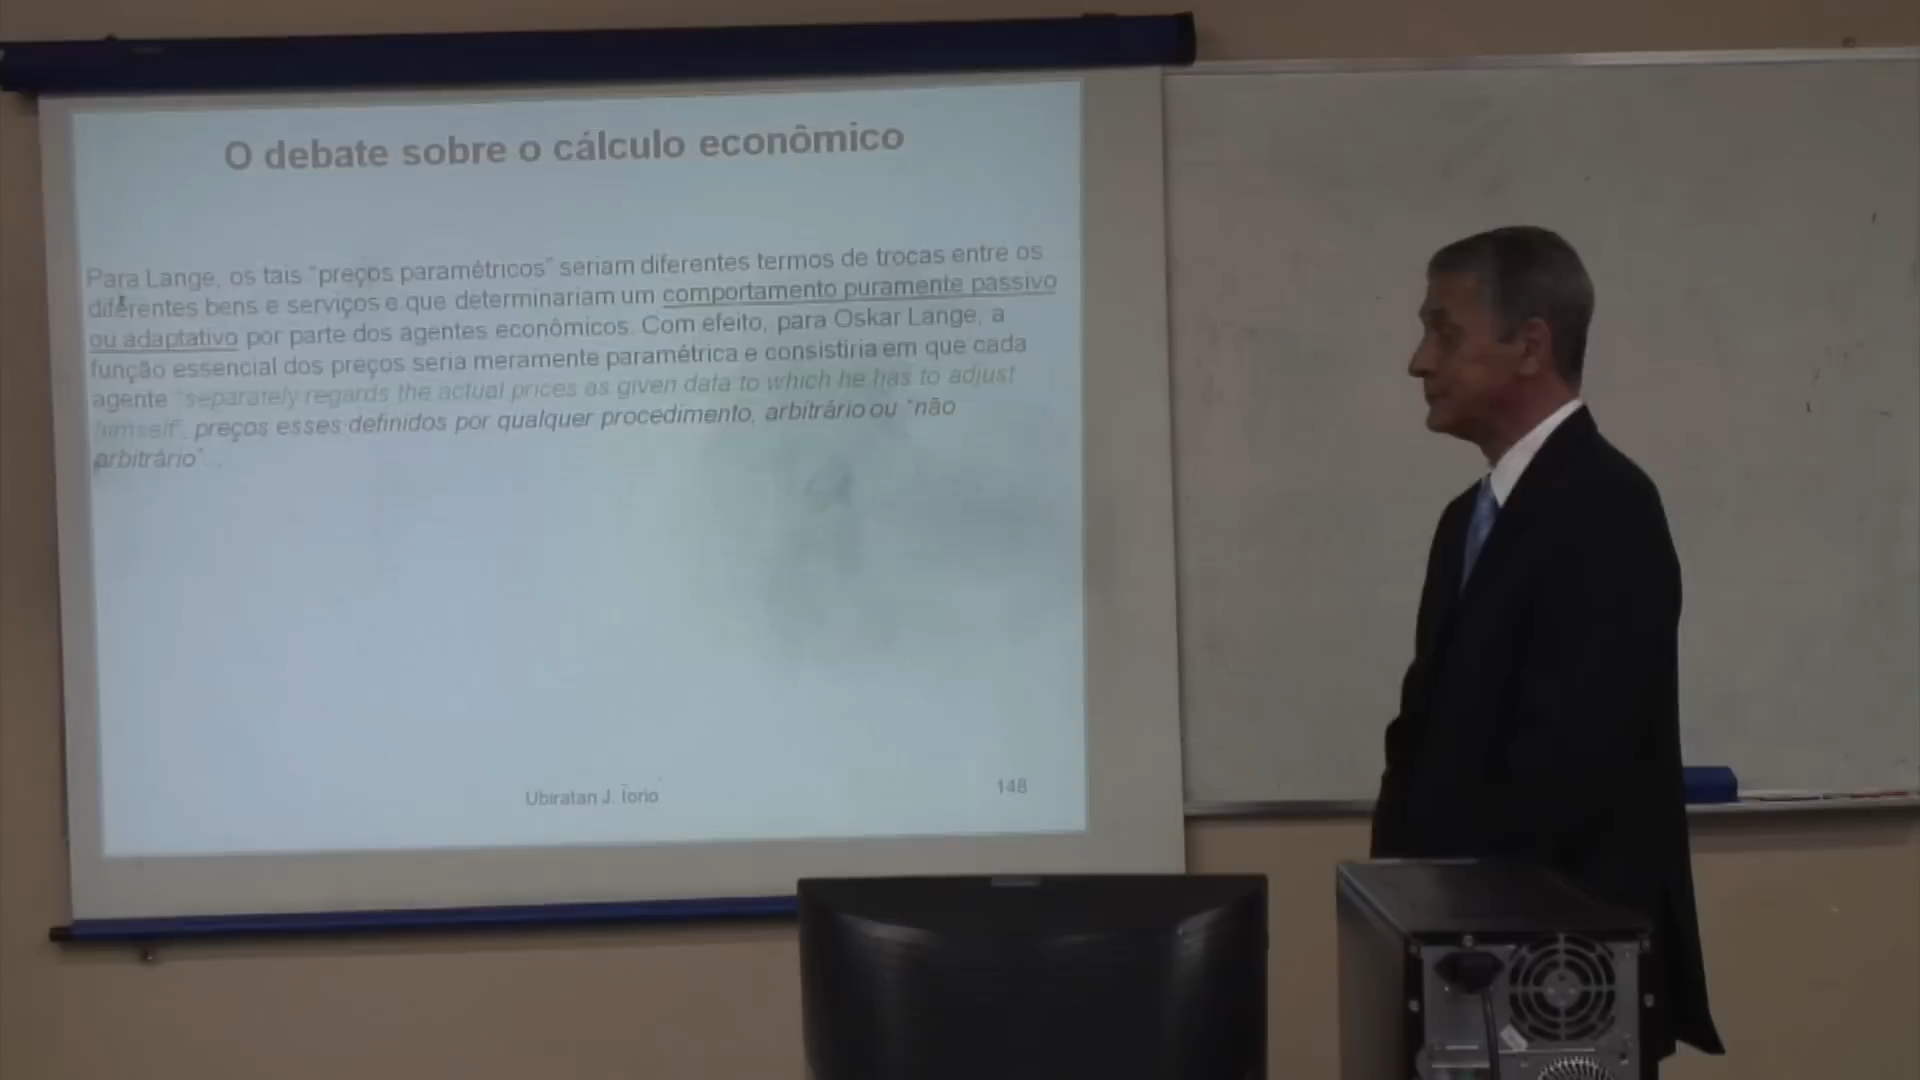 O debate sobre o cálculo econômico
Para Lange, os tais “preços paramétricos” seriam diferentes termos de trocas entre os
diferentes bens e serviços e que determinariam um comportamento puramente passivo
ou adaptativo por parte dos agentes econômicos. Com efeito, para Oskar Lange, a
função essencial dos preços seria meramente paramétrica e consistiria em que cada
agente “separately regards the actual prices as given data to which he has to adjust
himself”, preços esses definidos por qualquer procedimento, arbitrário ou “não
arbitrário”...
Ubiratan J. Iorio
148